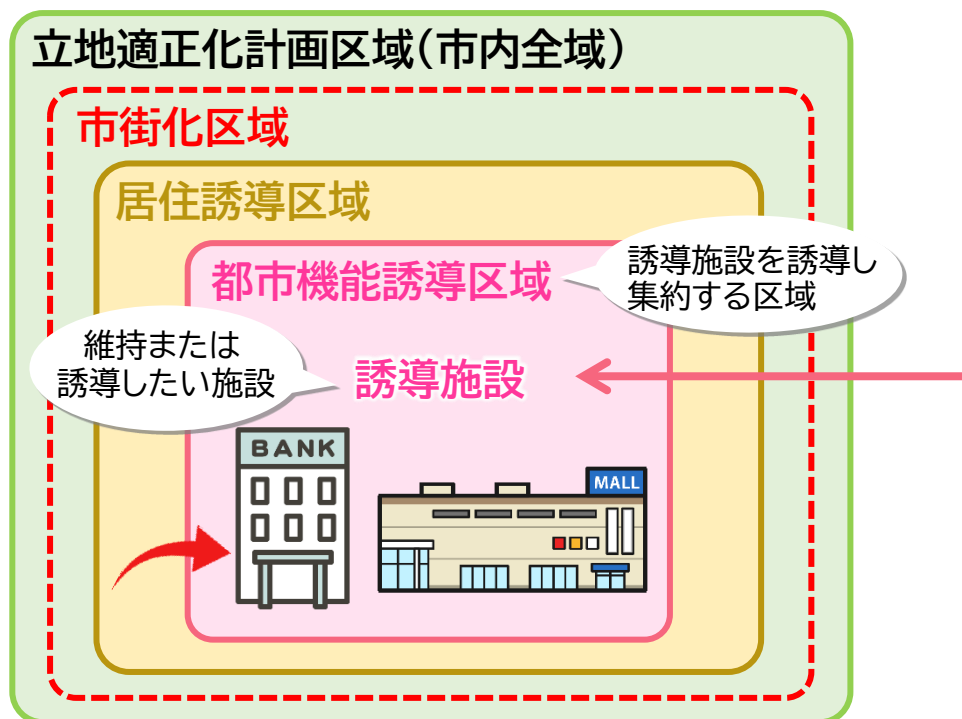 立地適正化計画区域(市内全域)
市街化区域
居住誘導区域
都市機能誘導区域
誘導施設を誘導し
集約する区域
維持または
誘導したい施設
誘導施設
BANK
MALL